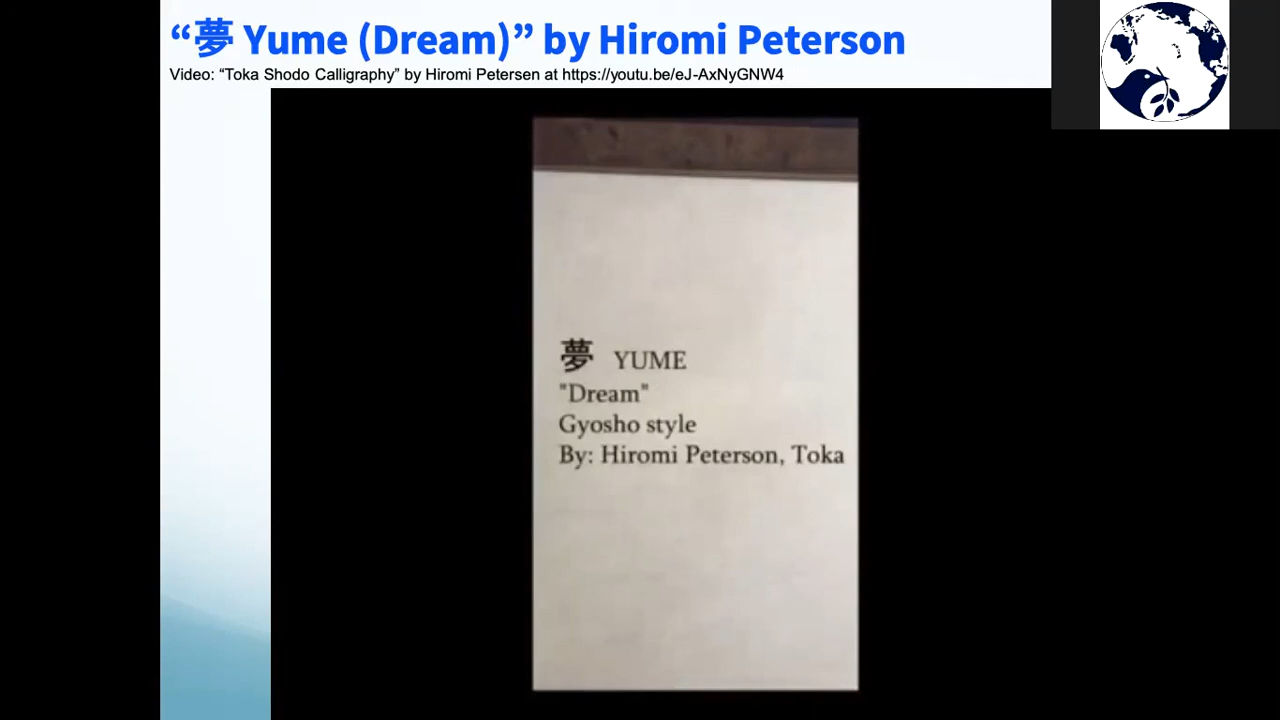 “夢 Yume (Dream)” by Hiromi Peterson
Video: “Toka Shodo Calligraphy” by Hiromi Petersen at https://youtu.be/eJ-AxNyGNW4
夢 YUME
"Dream"
Gyosho style
By: Hiromi Peterson, Toka